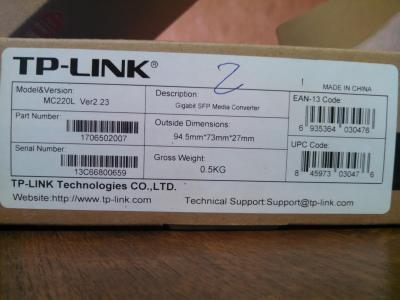 TP-LINK®
2
MADE IN CHINA
Model&Version:
MC220L Ver2.23
Description:
Gigabit SFP Media Converter
EAN-13 Code:
6 935364 030476
Part Number:
1706502007
Outside Dimensions:
94.5mm*73mm*27mm
UPC Code:
8 45973 03047 6
Serial Number:
13C66800659
Gross Weight:
0.5KG
TP-LINK Technologies CO.,LTD.
Website:http://www.tp-link.com Technical Support:Support@tp-link.com